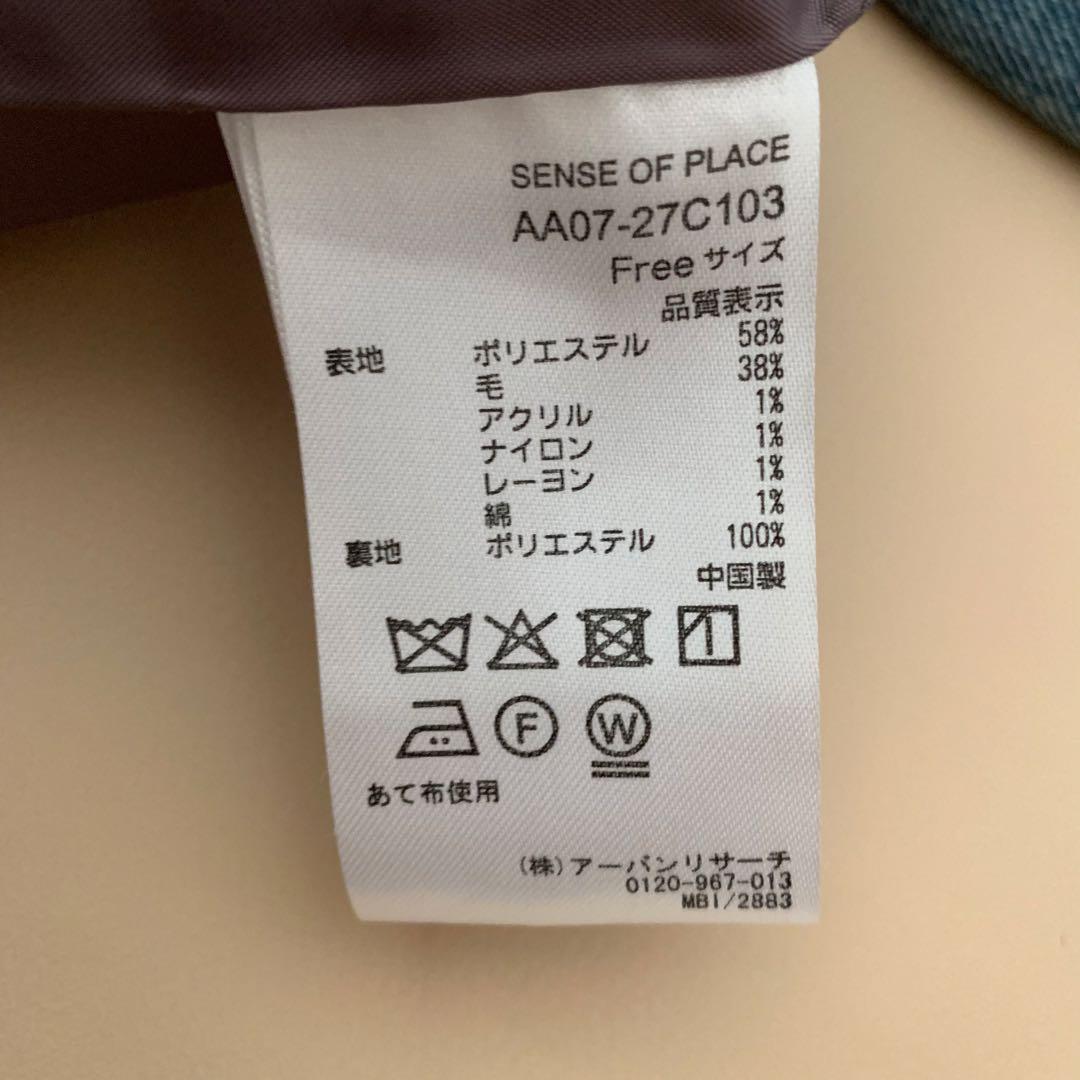 SENSE OF PLACE
AA07-27C103
Free サイズ
品質表示
表地 ポリエステル 58%
毛 38%
アクリル 1%
ナイロン 1%
レーヨン 1%
綿 1%
裏地 ポリエステル 100%
中国製
F W
あて布使用
(株)アーバンリサーチ
0120-967-013
MBI/2883